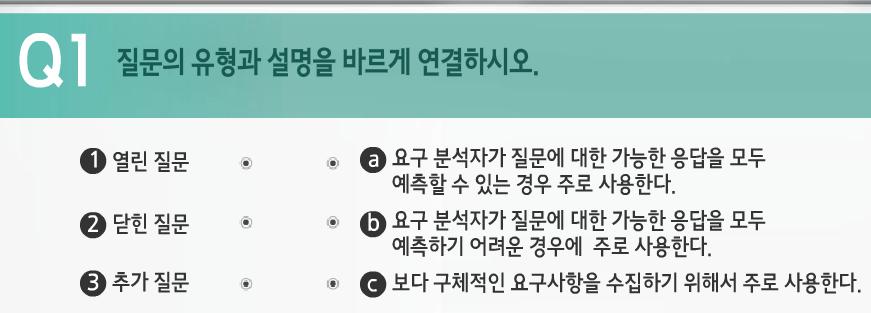 Q1 질문의 유형과 설명을 바르게 연결하시오.
1 열린 질문
a 요구 분석자가 질문에 대한 가능한 응답을 모두
예측할 수 있는 경우 주로 사용한다.
2 닫힌 질문
b 요구 분석자가 질문에 대한 가능한 응답을 모두
예측하기 어려운 경우에 주로 사용한다.
3 추가 질문
c 보다 구체적인 요구사항을 수집하기 위해서 주로 사용한다.